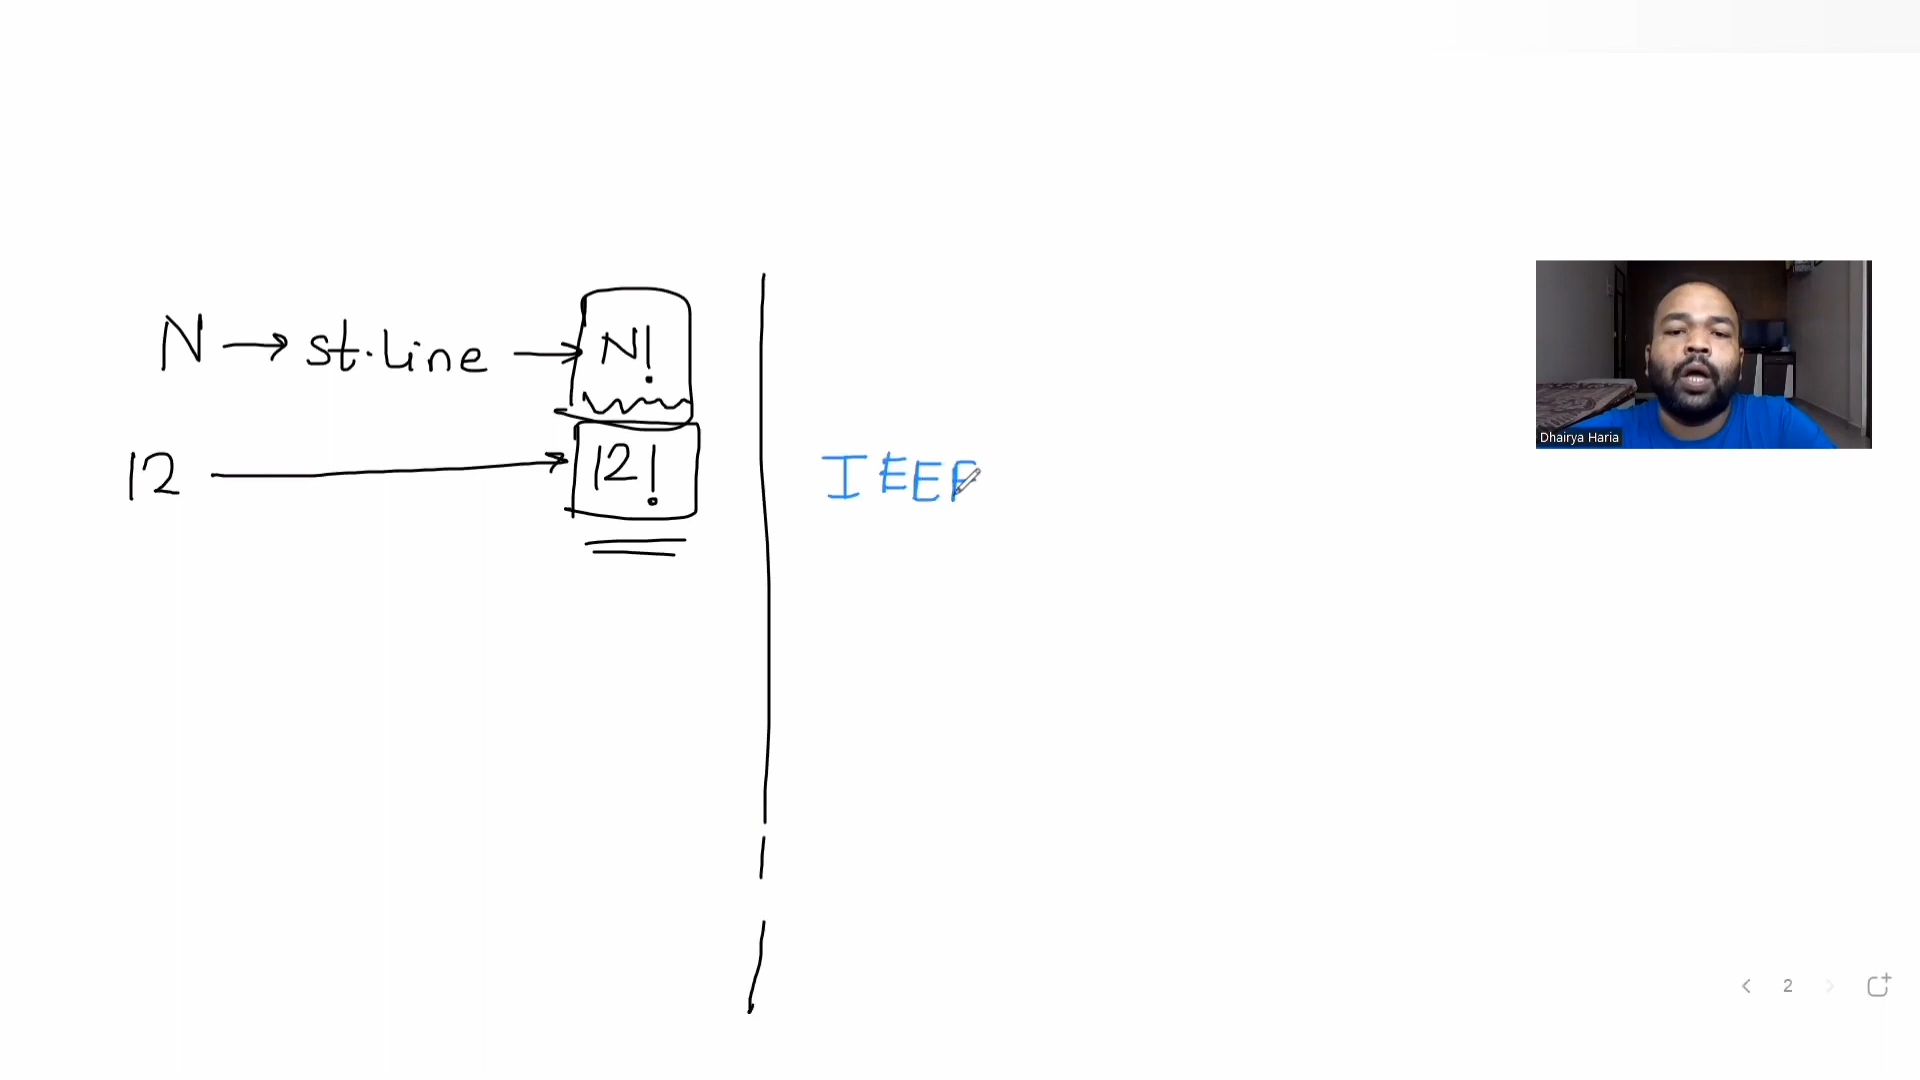 N → st. Line → N!
12 → 12!
IEEE
Dhairya Haria
2